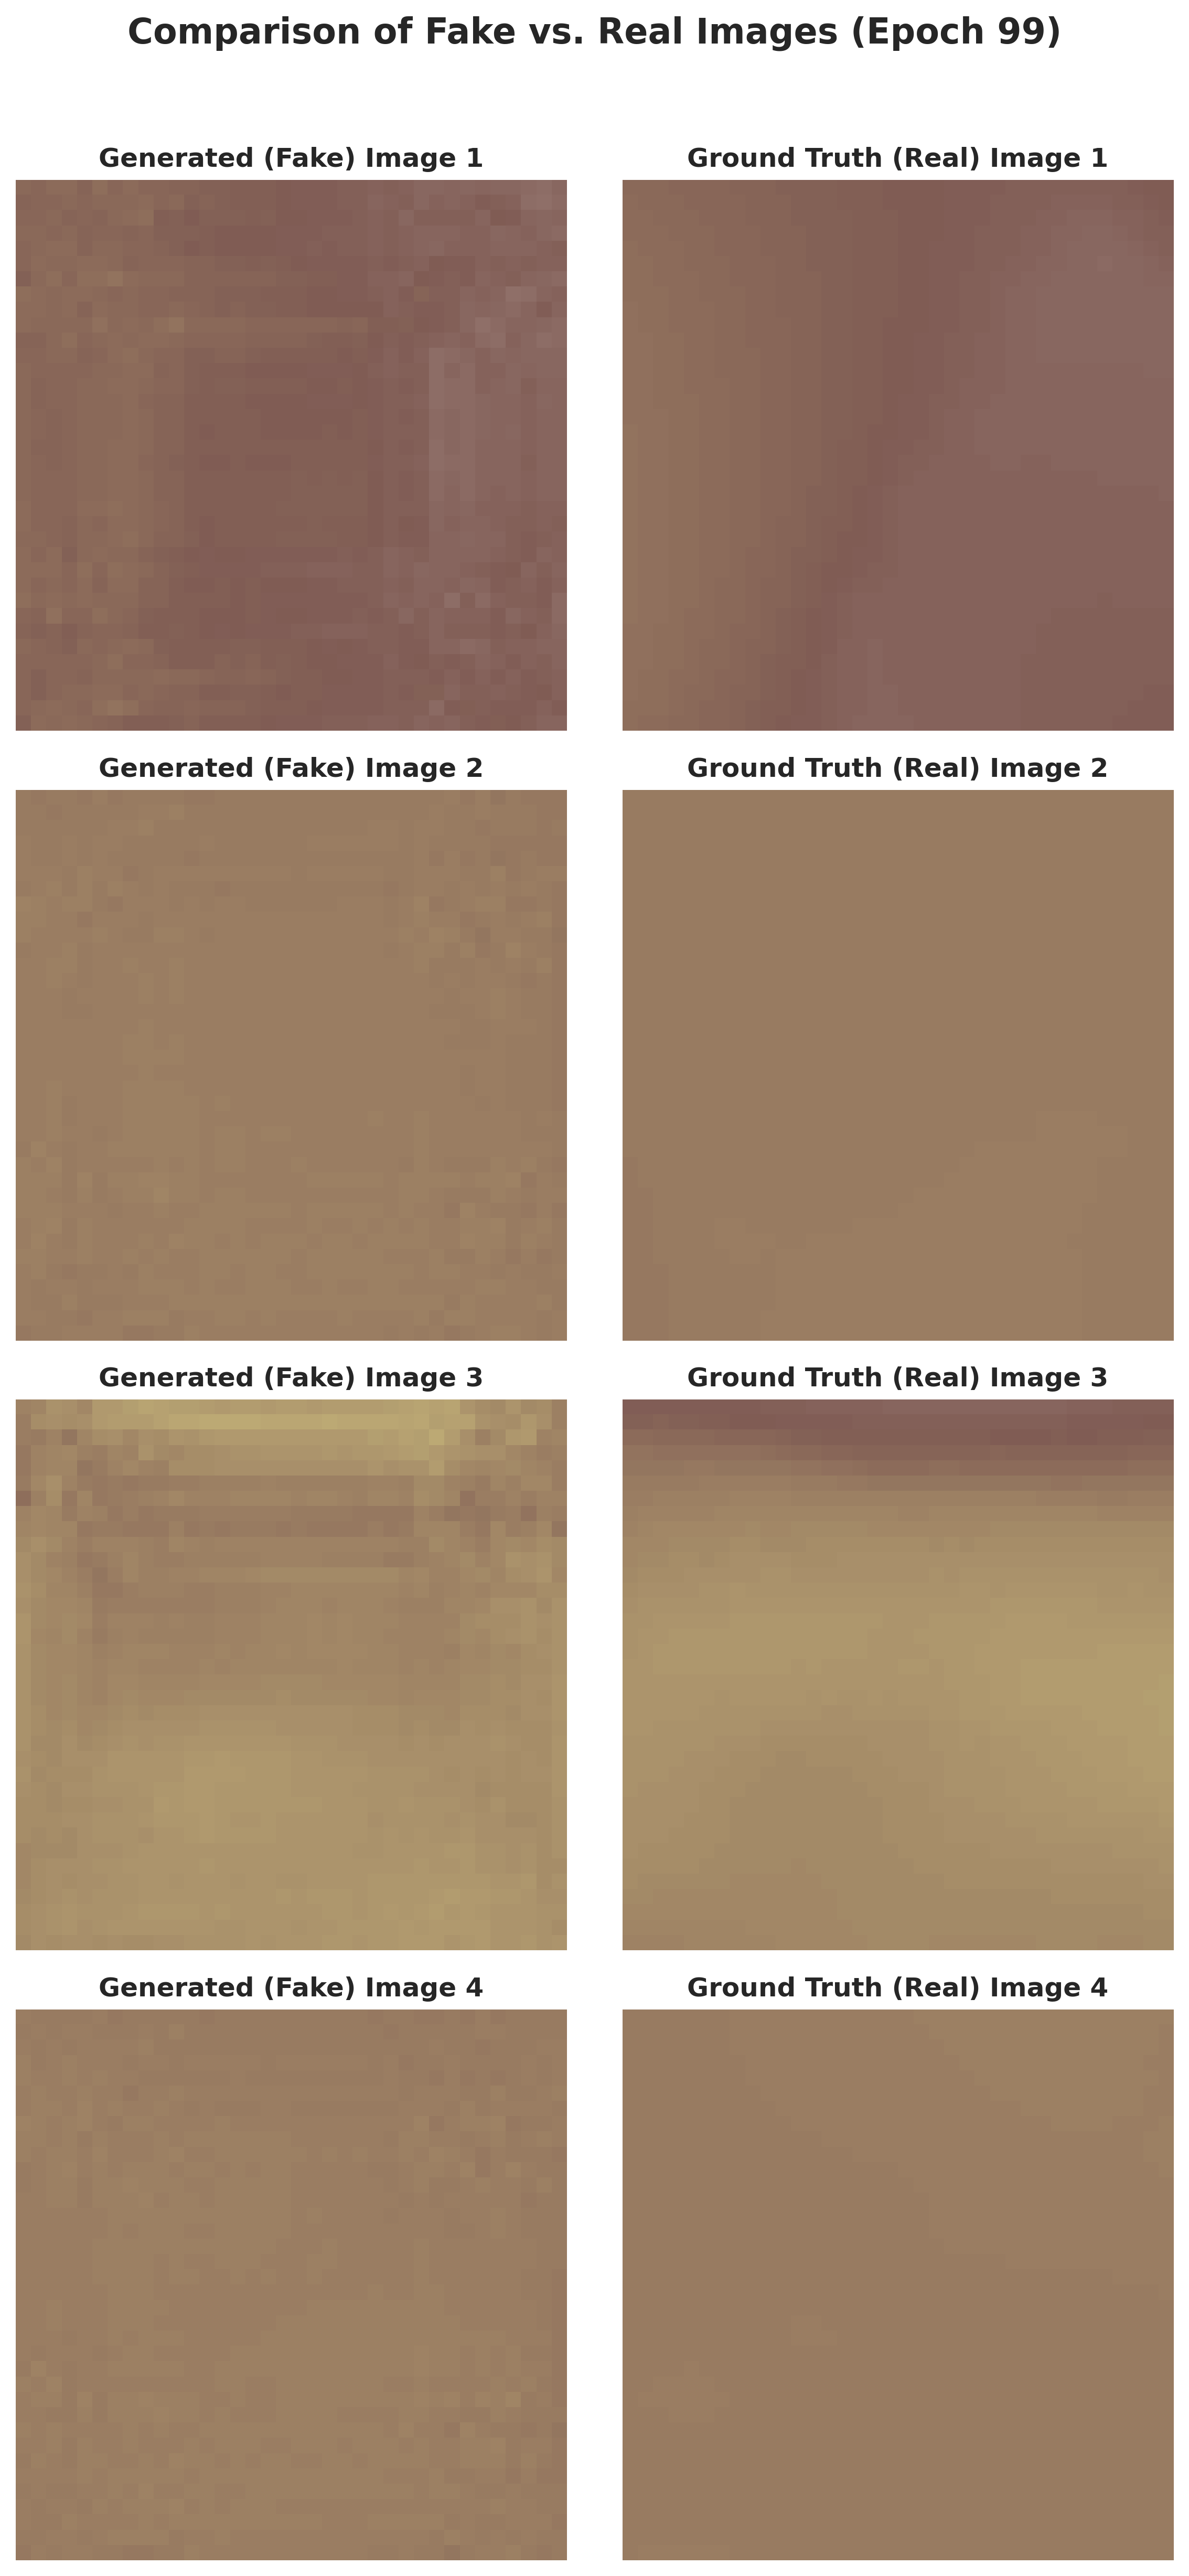 Comparison of Fake vs. Real Images (Epoch 99)
Generated (Fake) Image 1
Ground Truth (Real) Image 1
Generated (Fake) Image 2
Ground Truth (Real) Image 2
Generated (Fake) Image 3
Ground Truth (Real) Image 3
Generated (Fake) Image 4
Ground Truth (Real) Image 4